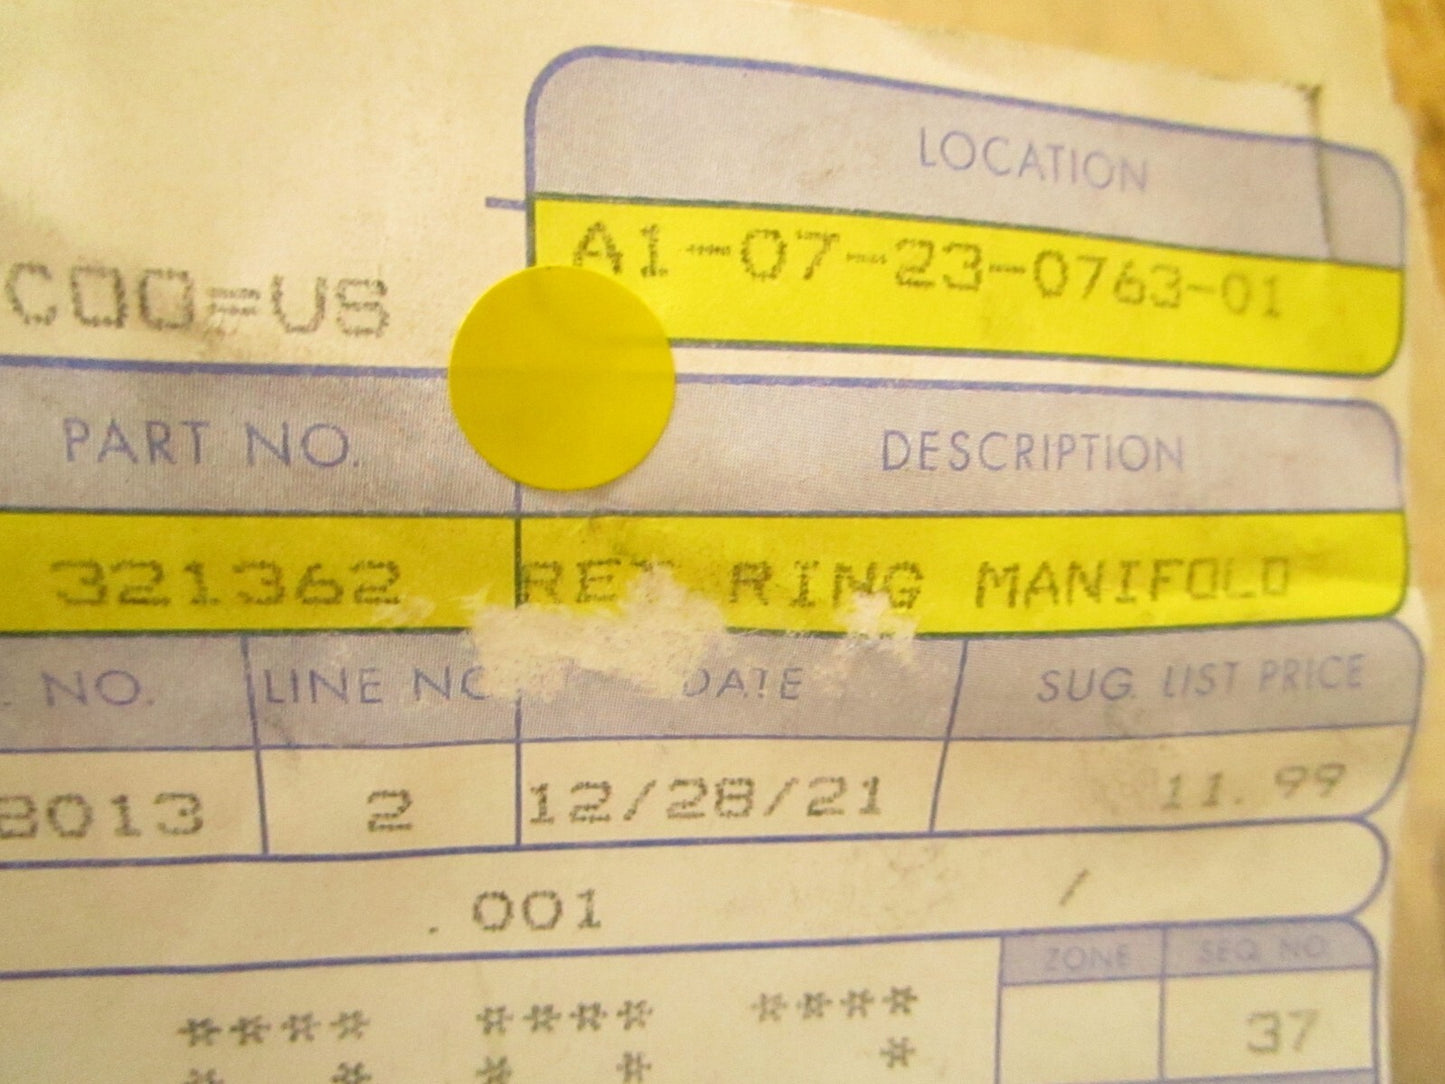 LOCATION
A1-07-23-0763-01
COO=US
PART NO. DESCRIPTION
321362 RET RING MANIFOLD
. NO. LINE NO DATE SUG. LIST PRICE
8013 2 12/28/21 11.99
.001 /
ZONE SEQ. NO.
**** **** ****
37
* * * * *